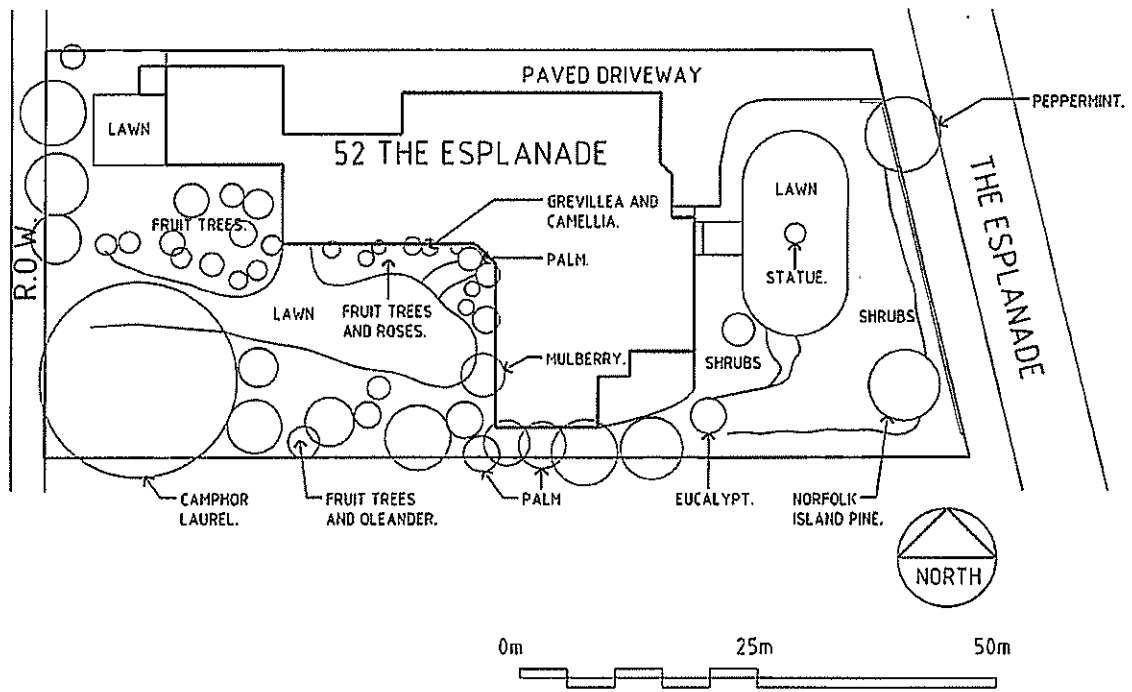 PAVED DRIVEWAY
PEPPERMINT.
LAWN
52 THE ESPLANADE
THE ESPLANADE
GREVILLEA AND
CAMELLIA.
LAWN
FRUIT TREES.
R.O.W.
PALM.
STATUE.
FRUIT TREES
AND ROSES.
LAWN
SHRUBS
MULBERRY.
SHRUBS
CAMPHOR
LAUREL.
FRUIT TREES
AND OLEANDER.
PALM
EUCALYPT.
NORFOLK
ISLAND PINE.
NORTH
0m 25m 50m